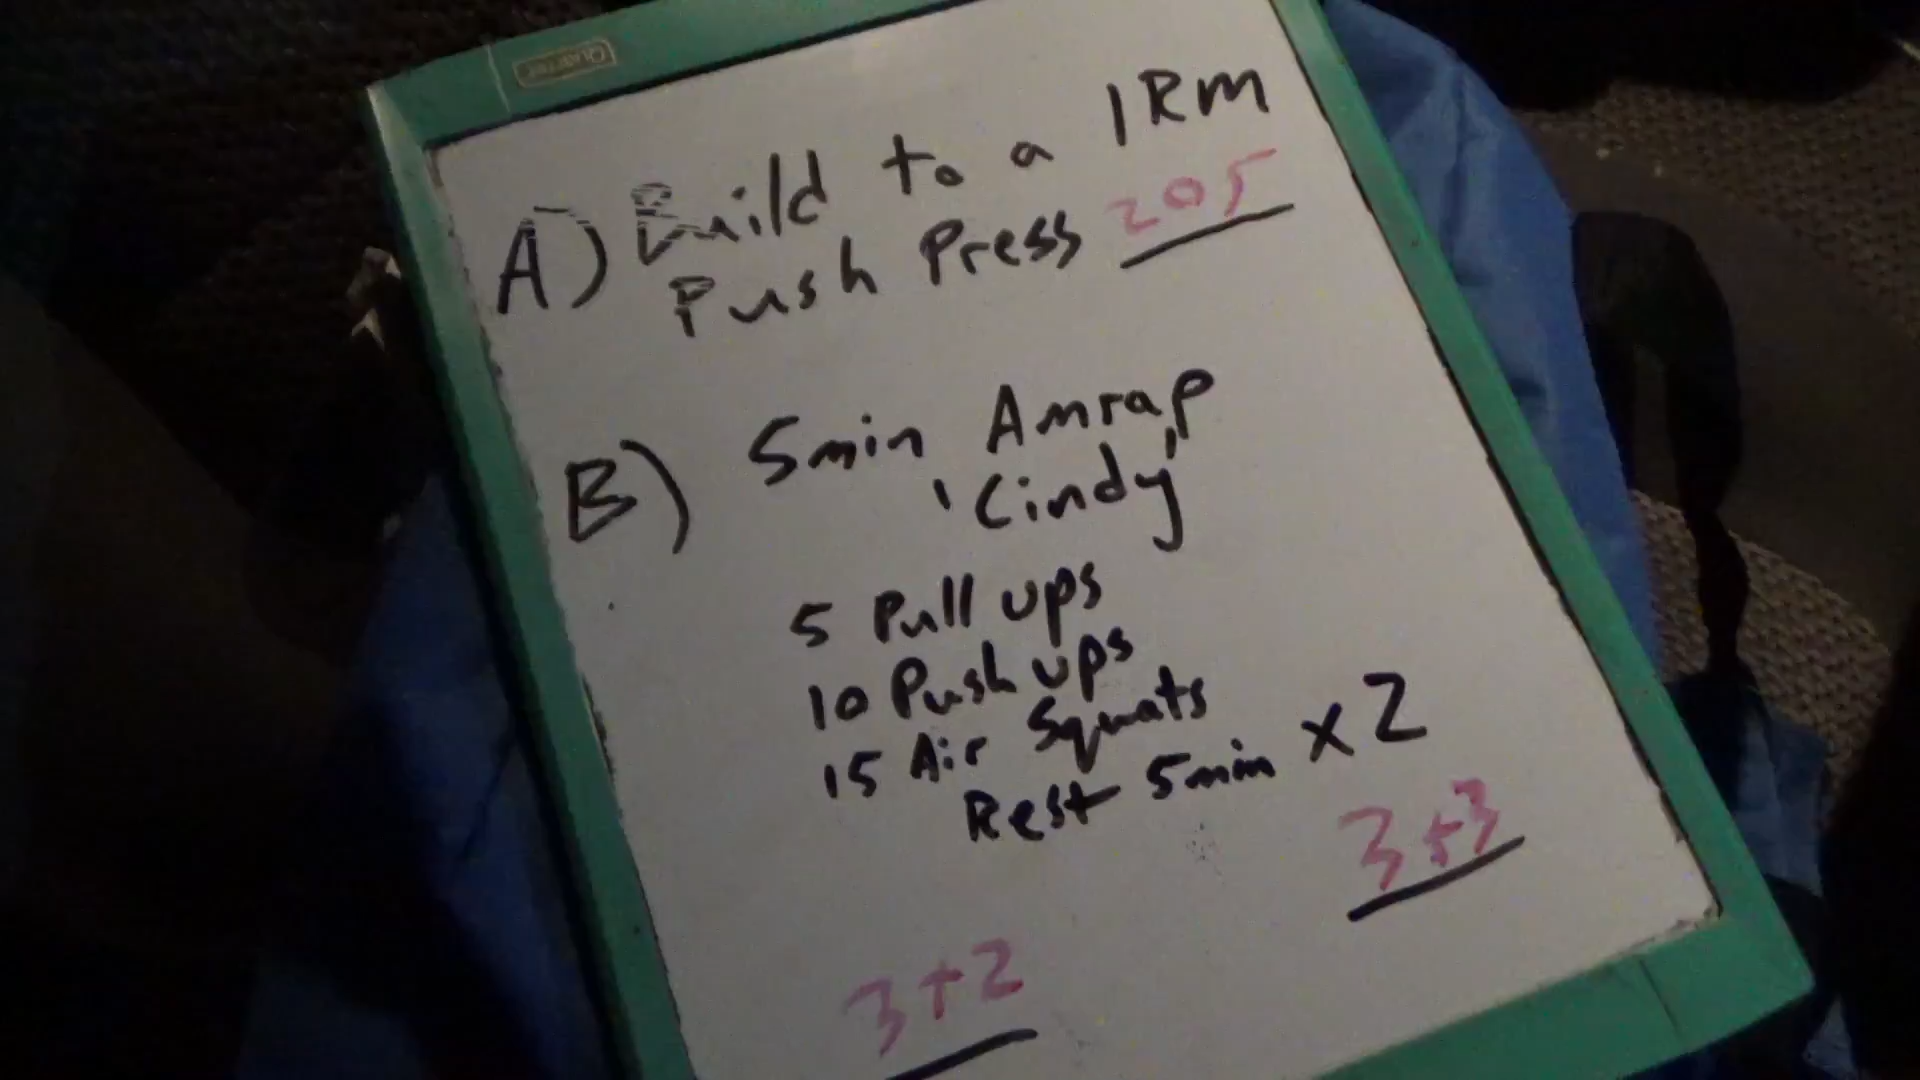 Quartet
A) Build to a 1RM
Push Press 205
B) 5min Amrap
'Cindy'
5 Pull ups
10 Push ups
15 Air Squats
Rest 5min x2
3+3
3+2